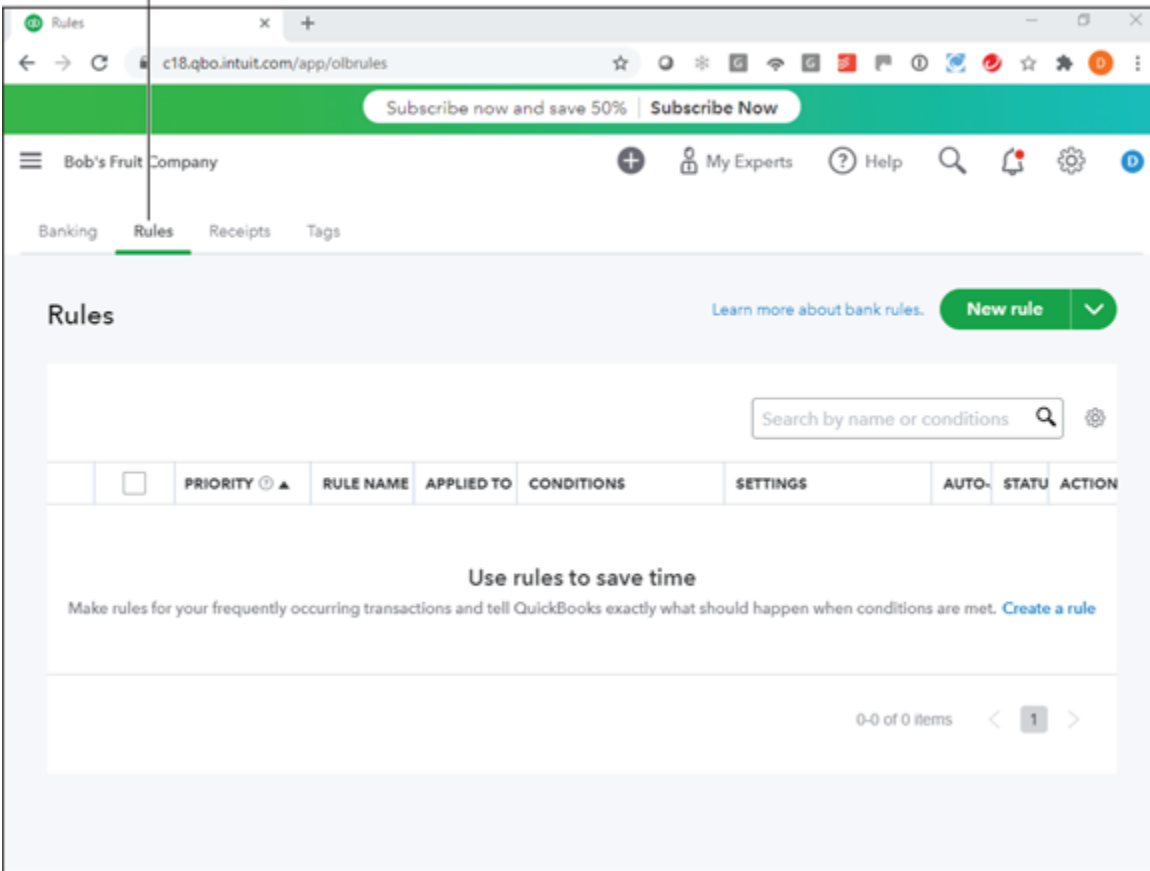 Rules
c18.qbo.intuit.com/app/olbrules
Subscribe now and save 50% Subscribe Now
Bob's Fruit Company My Experts Help D
Banking Rules Receipts Tags
Rules Learn more about bank rules. New rule
Search by name or conditions
PRIORITY RULE NAME APPLIED TO CONDITIONS SETTINGS AUTO- STATU ACTION
Use rules to save time
Make rules for your frequently occurring transactions and tell QuickBooks exactly what should happen when conditions are met. Create a rule
0-0 of 0 items 1